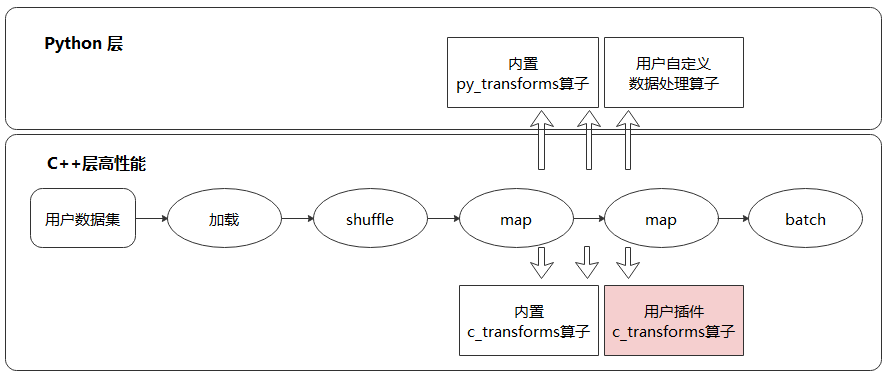 Python 层
内置
py_transforms算子
用户自定义
数据处理算子
C++层高性能
用户数据集
加载
shuffle
map
map
batch
内置
c_transforms算子
用户插件
c_transforms算子